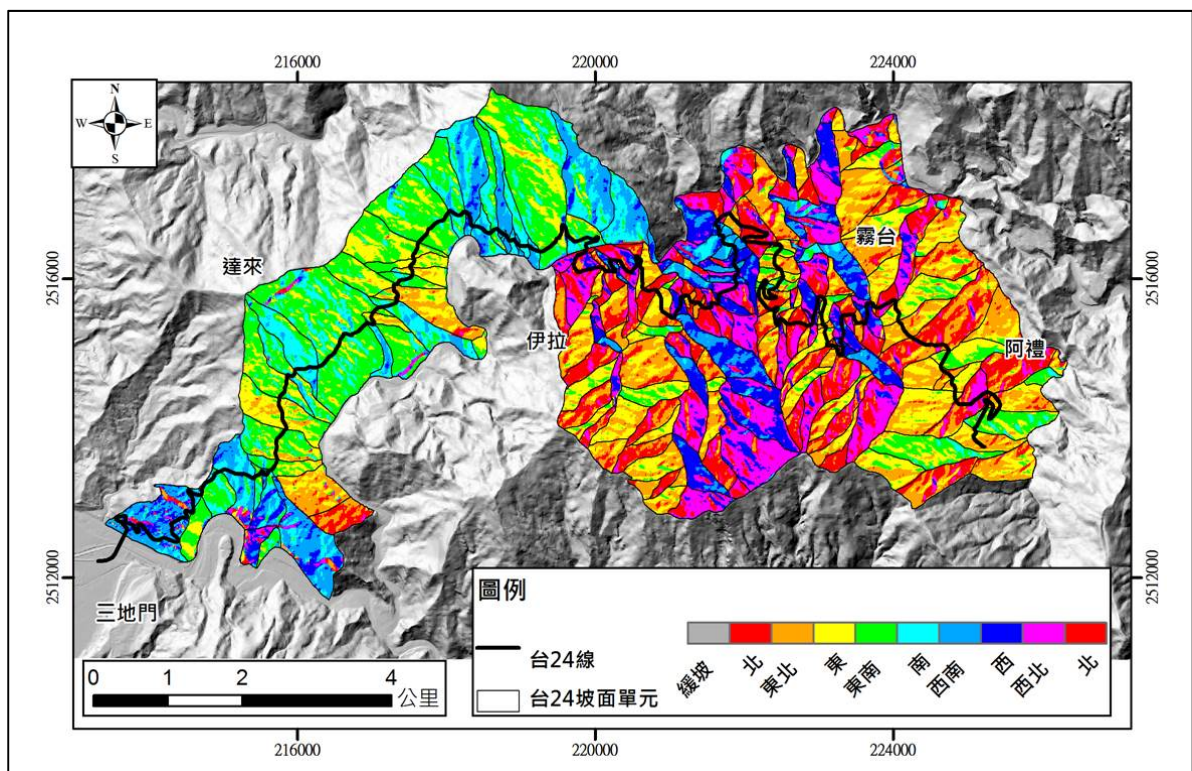 216000 220000 224000
N
W E
S
霧台
達來
2516000 2516000
伊拉
阿禮
2512000 2512000
三地門
圖例
台24線
台24坡面單元
緩坡 北 東北 東 東南 南 西南 西 西北 北
0 1 2 4 公里
216000 220000 224000